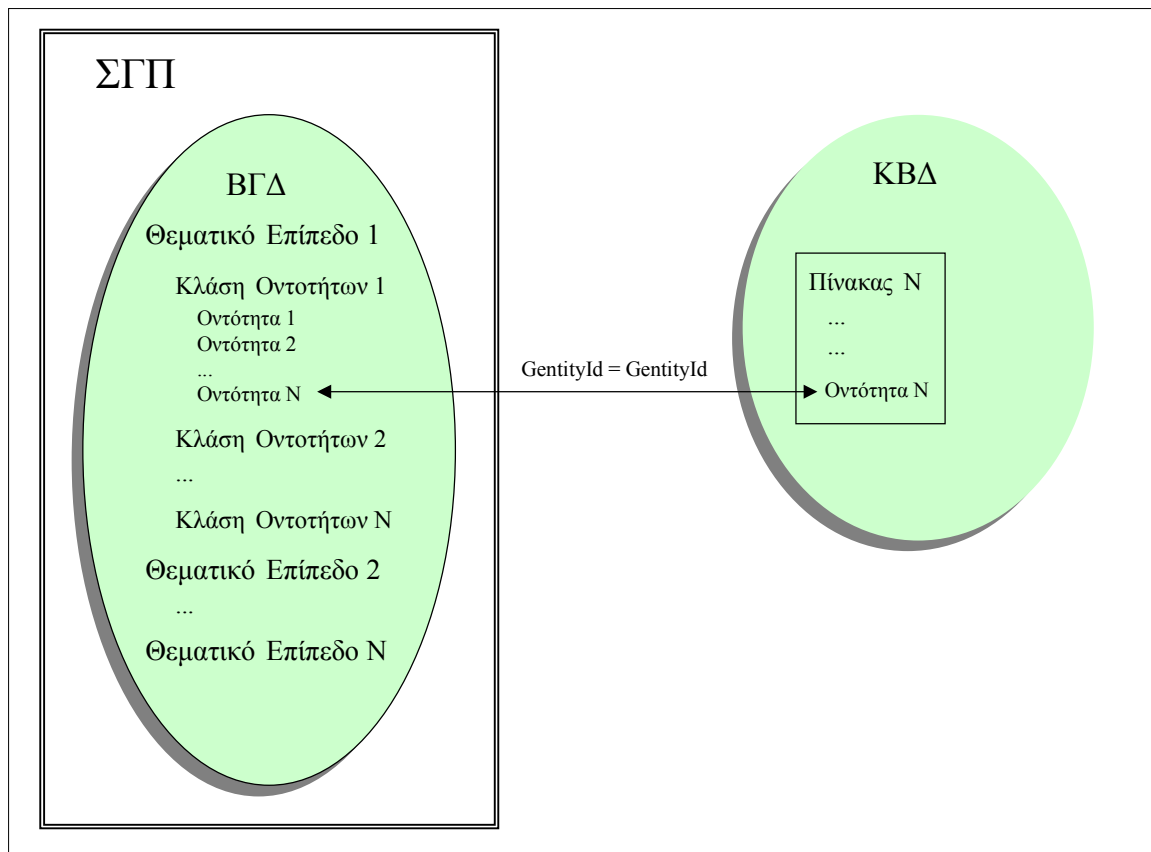 ΣΓΠ
ΒΓΔ
Θεματικό Επίπεδο 1
Κλάση Οντοτήτων 1
Οντότητα 1
Οντότητα 2
...
Οντότητα Ν
Κλάση Οντοτήτων 2
...
Κλάση Οντοτήτων Ν
Θεματικό Επίπεδο 2
...
Θεματικό Επίπεδο Ν
GentityId = GentityId
ΚΒΔ
Πίνακας Ν
...
...
Οντότητα Ν